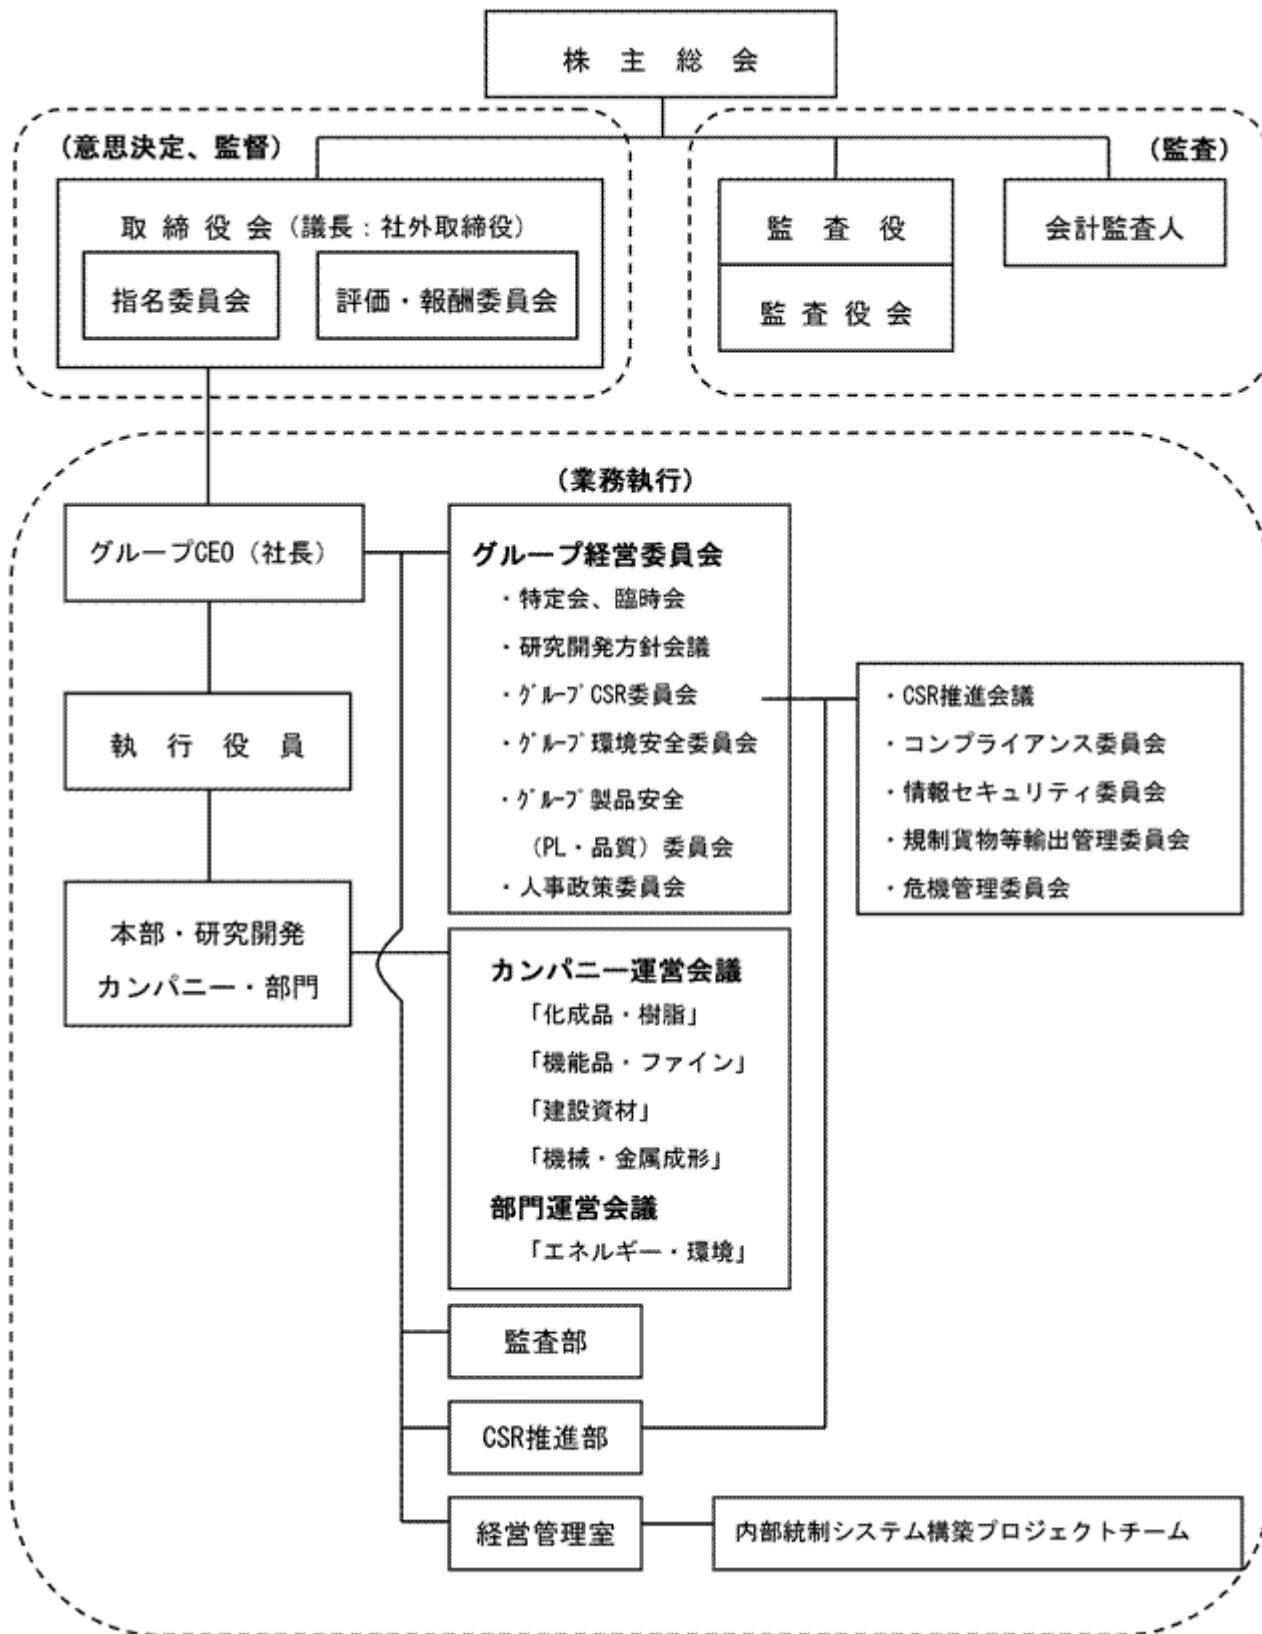 株主総会
(意思決定、監督)
(監査)
取締役会(議長:社外取締役)
指名委員会
評価・報酬委員会
監査役
監査役会
会計監査人
(業務執行)
グループCEO(社長)
執行役員
本部・研究開発
カンパニー・部門
グループ経営委員会
・特定会、臨時会
・研究開発方針会議
・グループCSR委員会
・グループ環境安全委員会
・グループ製品安全
(PL・品質)委員会
・人事政策委員会
・CSR推進会議
・コンプライアンス委員会
・情報セキュリティ委員会
・規制貨物等輸出管理委員会
・危機管理委員会
カンパニー運営会議
「化成品・樹脂」
「機能品・ファイン」
「建設資材」
「機械・金属成形」
部門運営会議
「エネルギー・環境」
監査部
CSR推進部
経営管理室
内部統制システム構築プロジェクトチーム